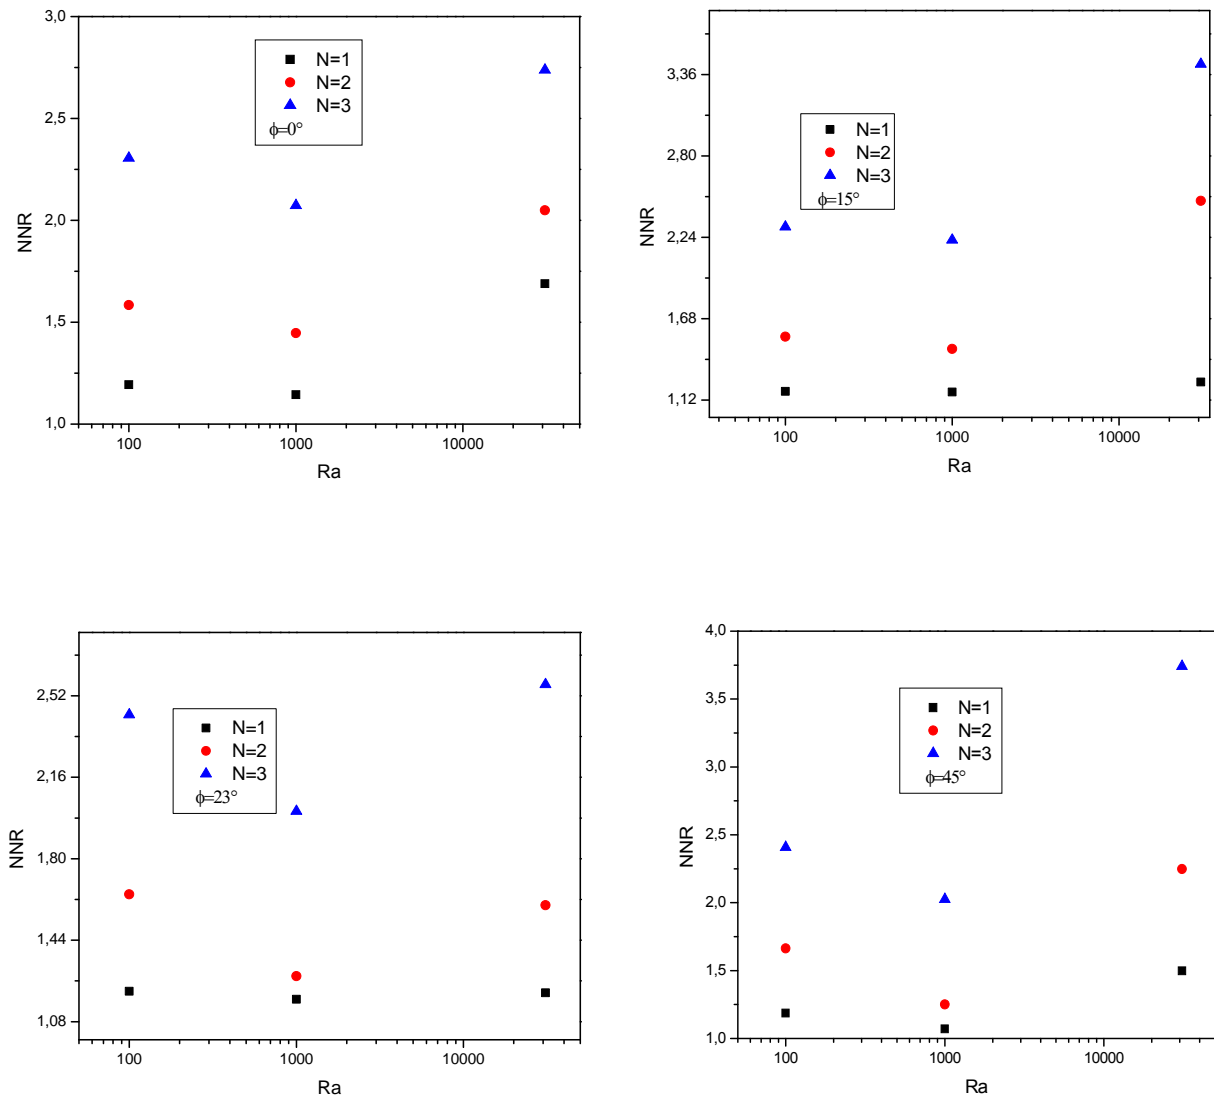 3,0
2,5
2,0
1,5
1,0
NNR
N=1
N=2
N=3
ϕ=0°
100
1000
10000
Ra
3,36
2,80
2,24
1,68
1,12
NNR
N=1
N=2
N=3
ϕ=15°
100
1000
10000
Ra
2,52
2,16
1,80
1,44
1,08
NNR
N=1
N=2
N=3
ϕ=23°
100
1000
10000
Ra
4,0
3,5
3,0
2,5
2,0
1,5
1,0
NNR
N=1
N=2
N=3
ϕ=45°
100
1000
10000
Ra